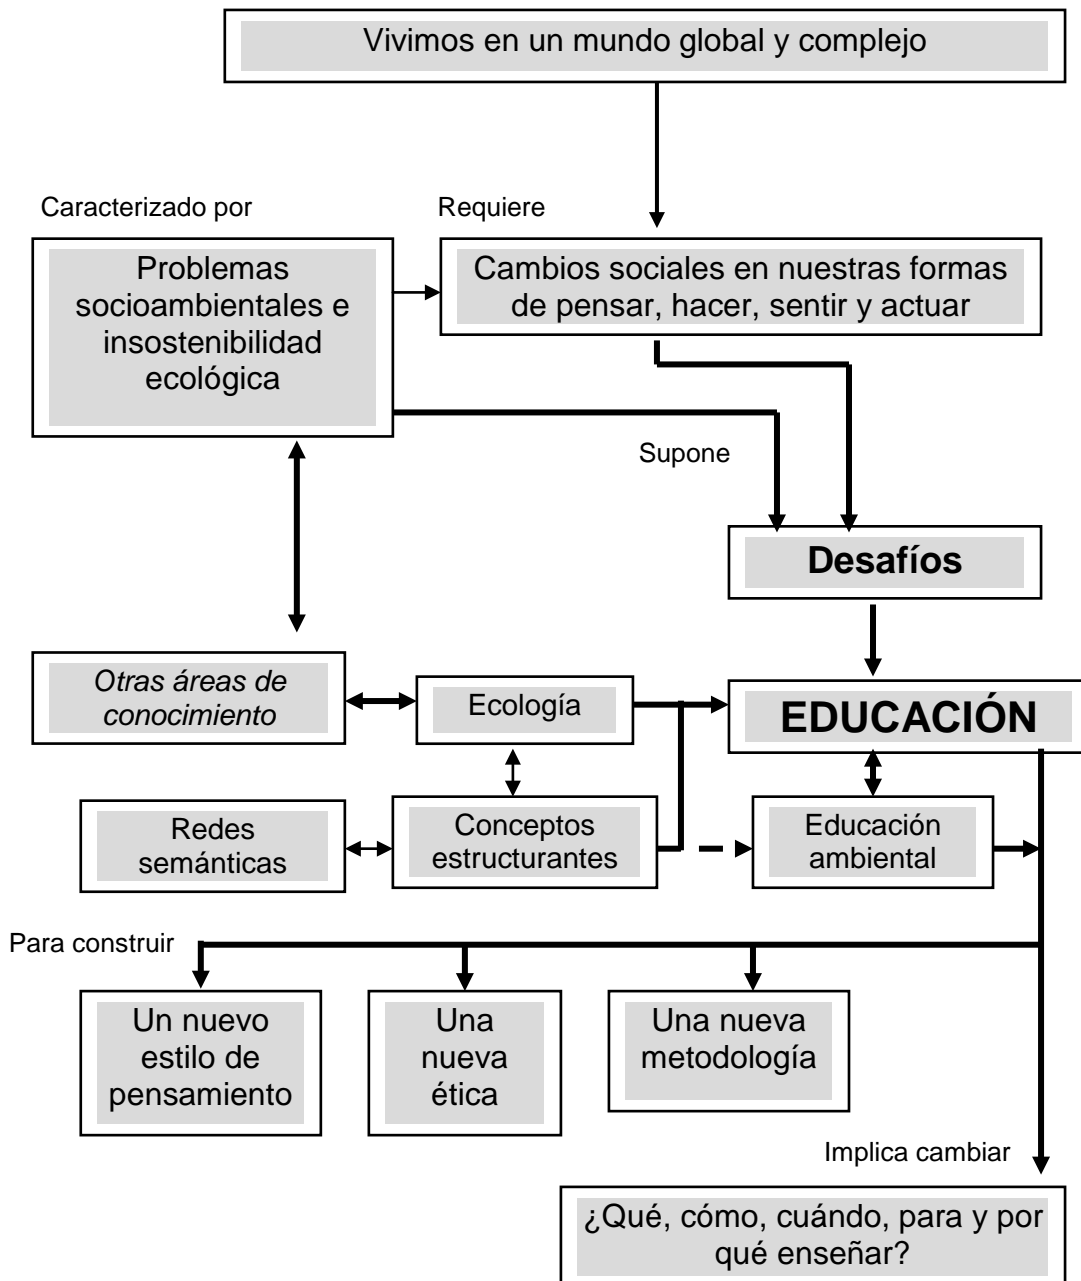 Vivimos en un mundo global y complejo
Caracterizado por
Requiere
Problemas
socioambientales e
insostenibilidad
ecológica
Cambios sociales en nuestras formas
de pensar, hacer, sentir y actuar
Supone
Desafíos
Otras áreas de
conocimiento
Ecología
EDUCACIÓN
Redes
semánticas
Conceptos
estructurantes
Educación
ambiental
Para construir
Un nuevo
estilo de
pensamiento
Una
nueva
ética
Una nueva
metodología
Implica cambiar
¿Qué, cómo, cuándo, para y por
qué enseñar?